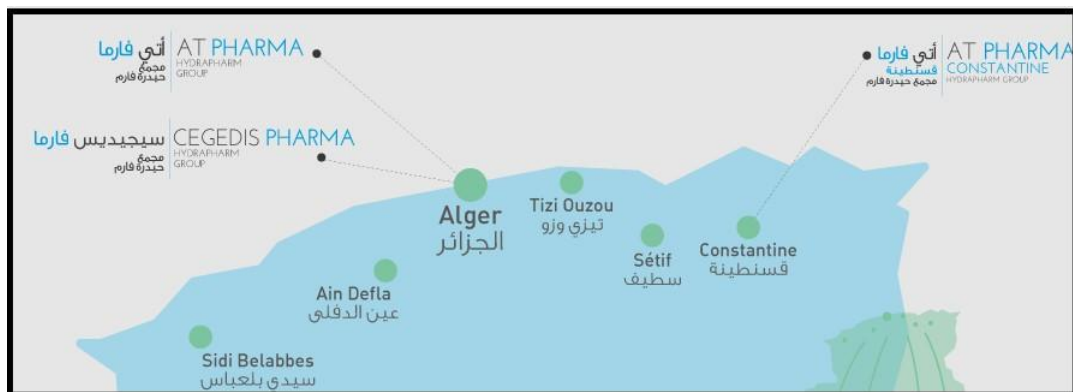 أتي فارما
مجمع
حيدرة فارم
AT PHARMA
HYDRAPHARM
GROUP
سيجيديس فارما
مجمع
حيدرة فارم
CEGEDIS PHARMA
HYDRAPHARM
GROUP
أتي فارما
قسنطينة
مجمع حيدرة فارم
AT PHARMA
CONSTANTINE
HYDRAPHARM GROUP
Alger
الجزائر
Tizi Ouzou
تيزي وزو
Sétif
سطيف
Constantine
قسنطينة
Ain Defla
عين الدفلى
Sidi Belabbes
سيدي بلعباس